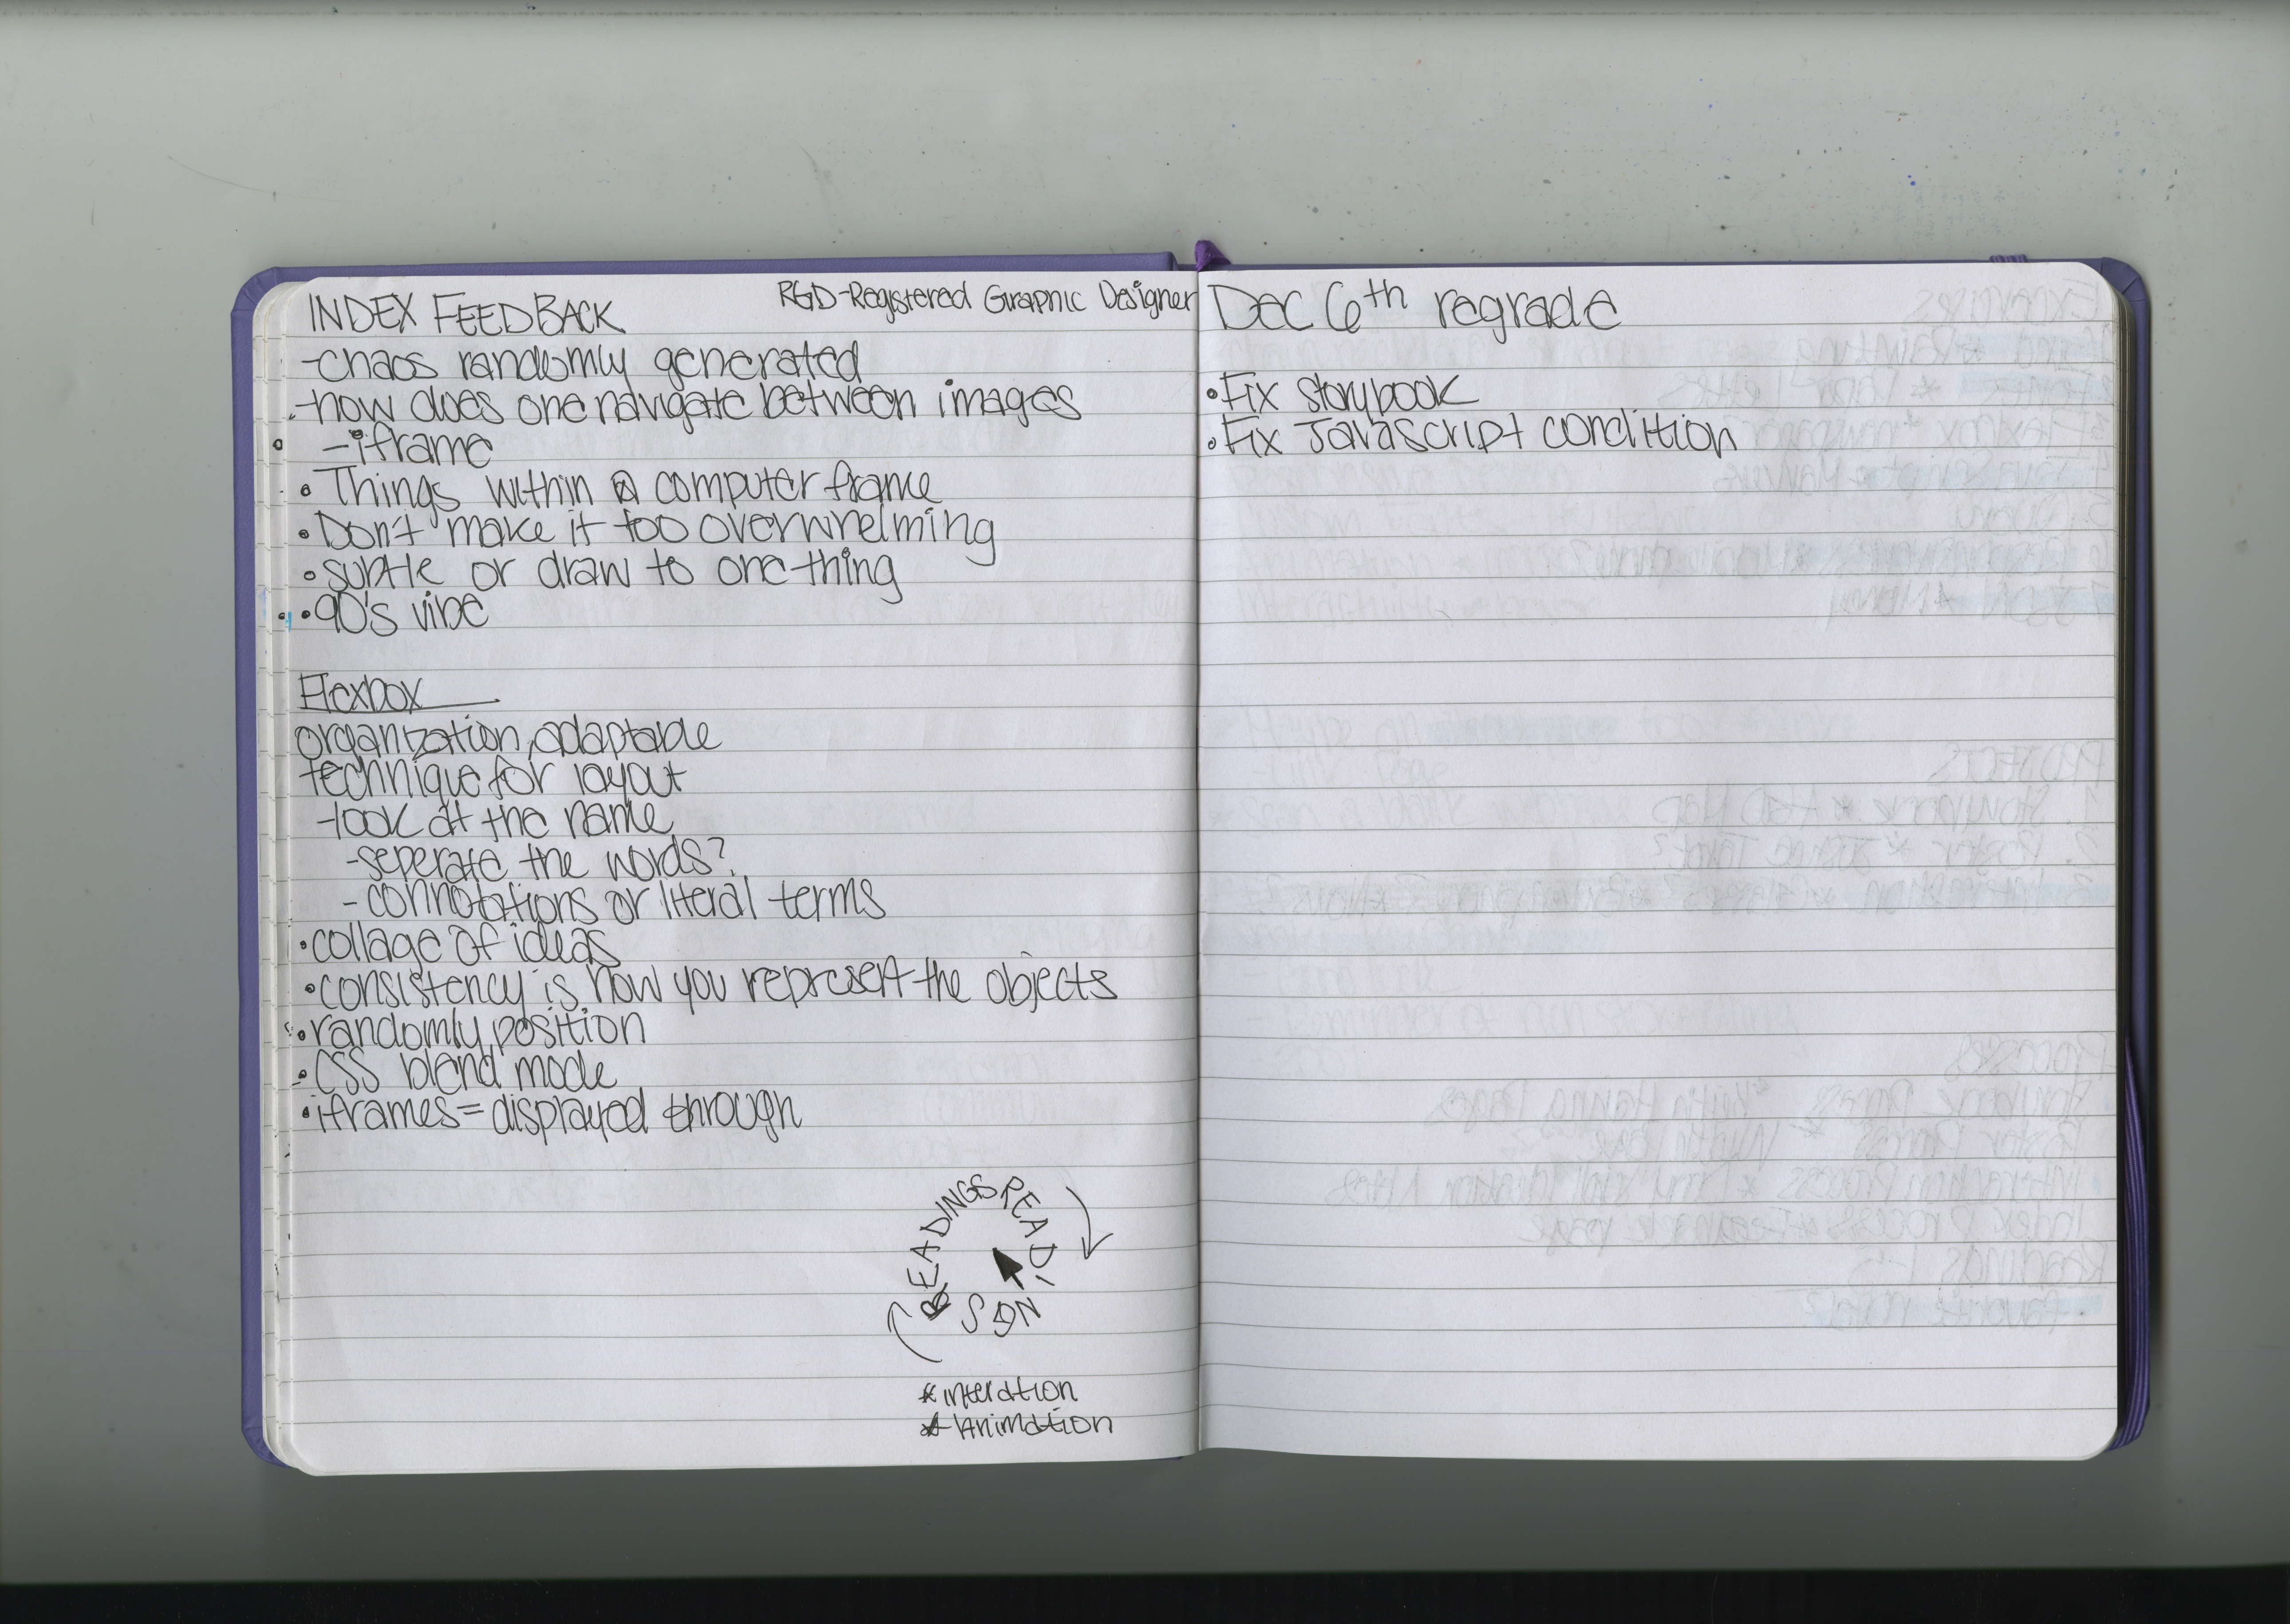 INDEX FEEDBACK
RGD-Registered Graphic Designer
-chaos randomly generated
-how does one navigate between images
-iframe
• Things within a computer frame
• Don't make it too overwhelming
• subtle or draw to one thing
• 90's vibe
Flexbox
organization, adaptable
technique for layout
-look at the name
-seperate the words?
- connotations or literal terms
• collage of ideas
• consistency is how you represent the objects
• randomly position
• CSS blend mode
• iframes = displayed through
READINGS READINGS
* interation
* Animation
Dec 6th regrade
• Fix storybook
• Fix Javascript condition